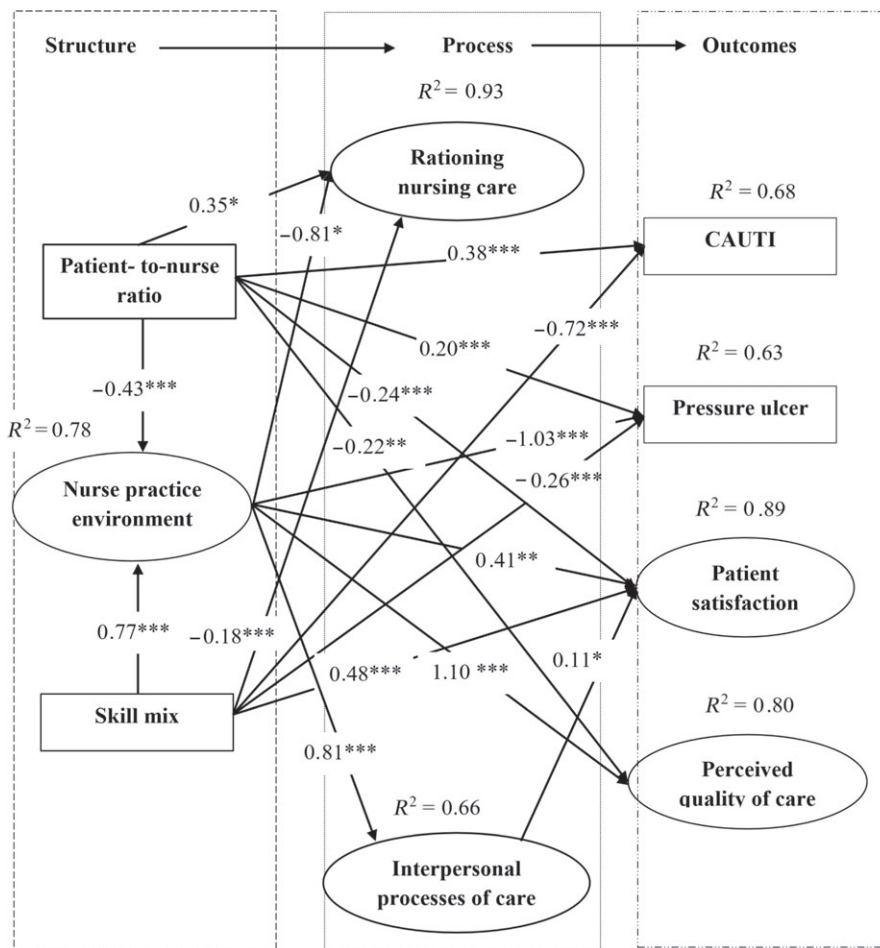 Structure
Process
Outcomes
R² = 0.93
Rationing
nursing care
R² = 0.68
0.35*
−0.81*
CAUTI
Patient- to-nurse
ratio
0.38***
−0.72***
0.20***
R² = 0.63
−0.43***
−0.24***
Pressure ulcer
R² = 0.78
−0.22**
−1.03***
Nurse practice
environment
−0.26***
R² = 0.89
0.41**
Patient
satisfaction
0.77***
−0.18***
0.48***
1.10 ***
0.11*
Skill mix
R² = 0.80
0.81***
Perceived
quality of care
R² = 0.66
Interpersonal
processes of care